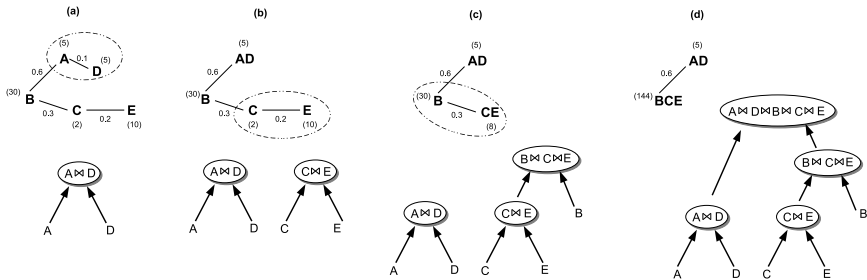 (a) (b) (c) (d)
(5) A 0.1 (5) D
0.6
(30) B 0.3 C (2) 0.2 E (10)
A⋈D
A D
(5) AD
0.6
(30) B 0.3 C (2) 0.2 E (10)
A⋈D C⋈E
A D C E
(5) AD
0.6
(30) B 0.3 CE (8)
B⋈C⋈E
A⋈D C⋈E B
A D C E
(5) AD
0.6
(144) BCE
A⋈D⋈B⋈C⋈E
B⋈C⋈E
A⋈D C⋈E B
A D C E